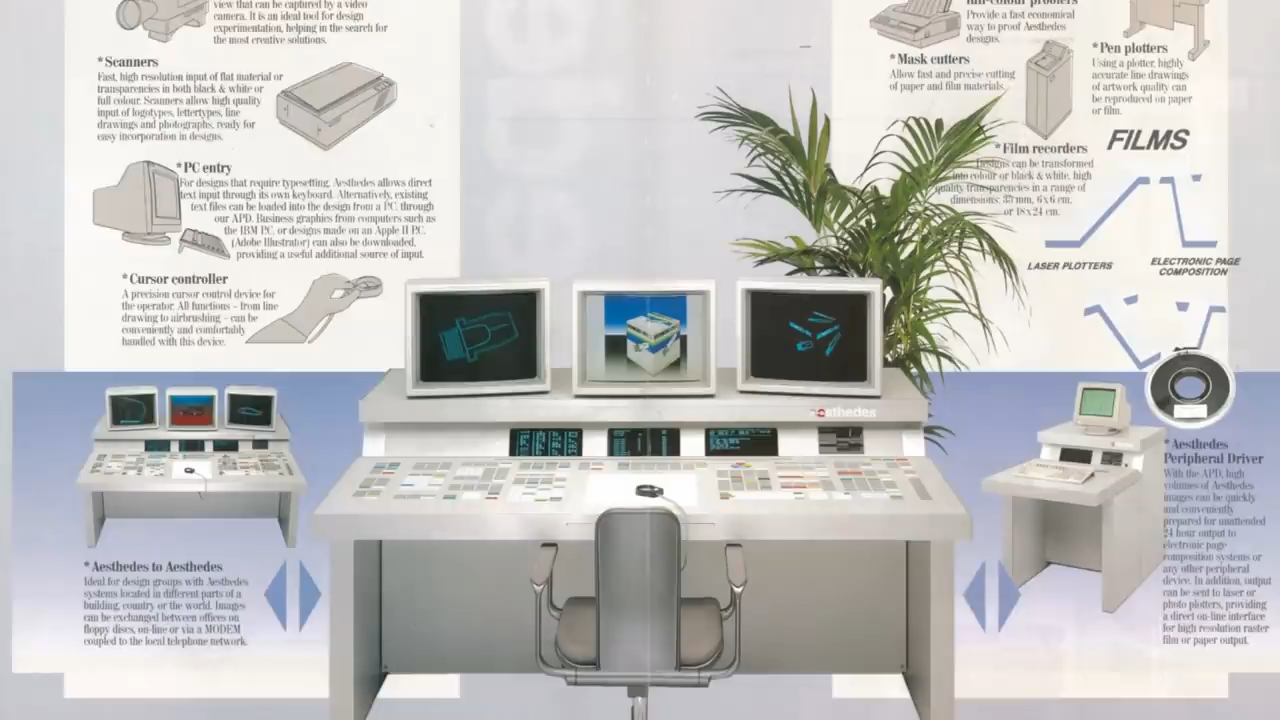 view that can be captured by a video
camera. It is an ideal tool for design
experimentation, helping in the search for
the most creative solutions.
*Scanners
Fast, high resolution input of flat material or
transparencies in both black & white or
full colour. Scanners allow high quality
input of logotypes, lettertypes, line
drawings and photographs, ready for
easy incorporation in designs.
*PC entry
For designs that require typesetting, Aesthedes allows direct
text input through its own keyboard. Alternatively, existing
text files can be loaded into the design from a PC, through
our APD. Business graphics from computers such as
the IBM PC, or designs made on an Apple II PC
(Adobe Illustrator) can also be downloaded,
providing a useful additional source of input.
*Cursor controller
A precision cursor control device for
the operator. All functions – from line
drawing to airbrushing – can be
conveniently and comfortably
handled with this device.
full-colour proofers
Provide a fast economical
way to proof Aesthedes
designs.
*Mask cutters
Allow fast and precise cutting
of paper and film materials.
*Pen plotters
Using a plotter, highly
accurate line drawings
of artwork quality can
be reproduced on paper
or film.
*Film recorders
Designs can be transformed
into colour or black & white, high
quality transparencies in a range of
dimensions: 35 mm, 6 x 6 cm,
or 18 x 24 cm.
FILMS
LASER PLOTTERS
ELECTRONIC PAGE
COMPOSITION
aesthedes
*Aesthedes to Aesthedes
Ideal for design groups with Aesthedes
systems located in different parts of a
building, country or the world. Images
can be exchanged between offices on
floppy discs, on-line or via a MODEM
coupled to the local telephone network.
*Aesthedes
Peripheral Driver
With the APD, high
volumes of Aesthedes
images can be quickly
and conveniently
prepared for unattended
24 hour output to
electronic page-
composition systems or
any other peripheral
device. In addition, output
can be sent to laser or
photo plotters, providing
a direct on-line interface
for high resolution raster
film or paper output.